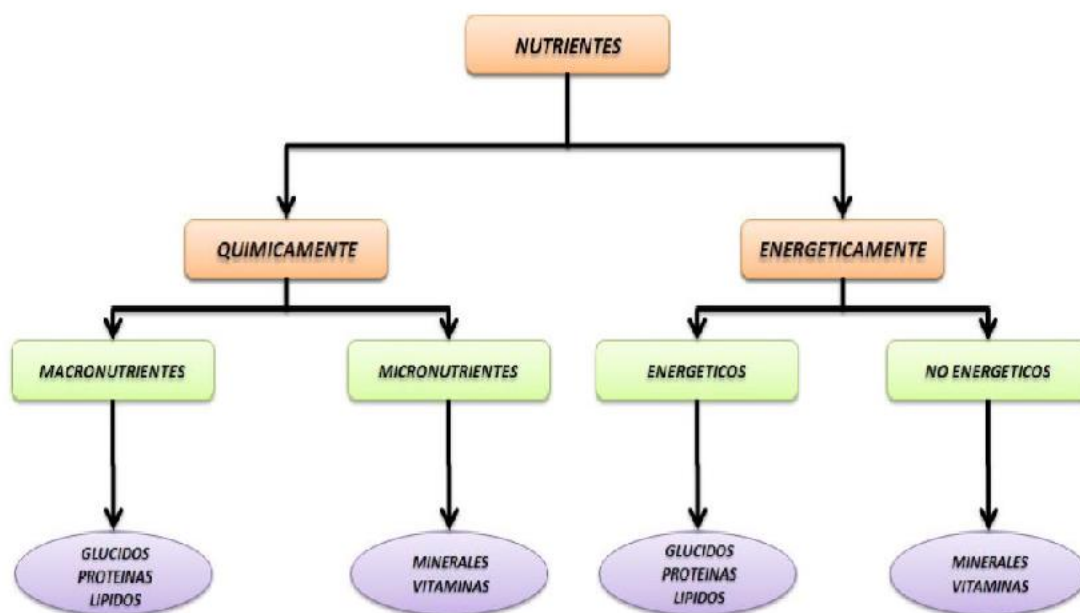 NUTRIENTES
QUIMICAMENTE
ENERGETICAMENTE
MACRONUTRIENTES
MICRONUTRIENTES
ENERGETICOS
NO ENERGETICOS
GLUCIDOS
PROTEINAS
LIPIDOS
MINERALES
VITAMINAS
GLUCIDOS
PROTEINAS
LIPIDOS
MINERALES
VITAMINAS